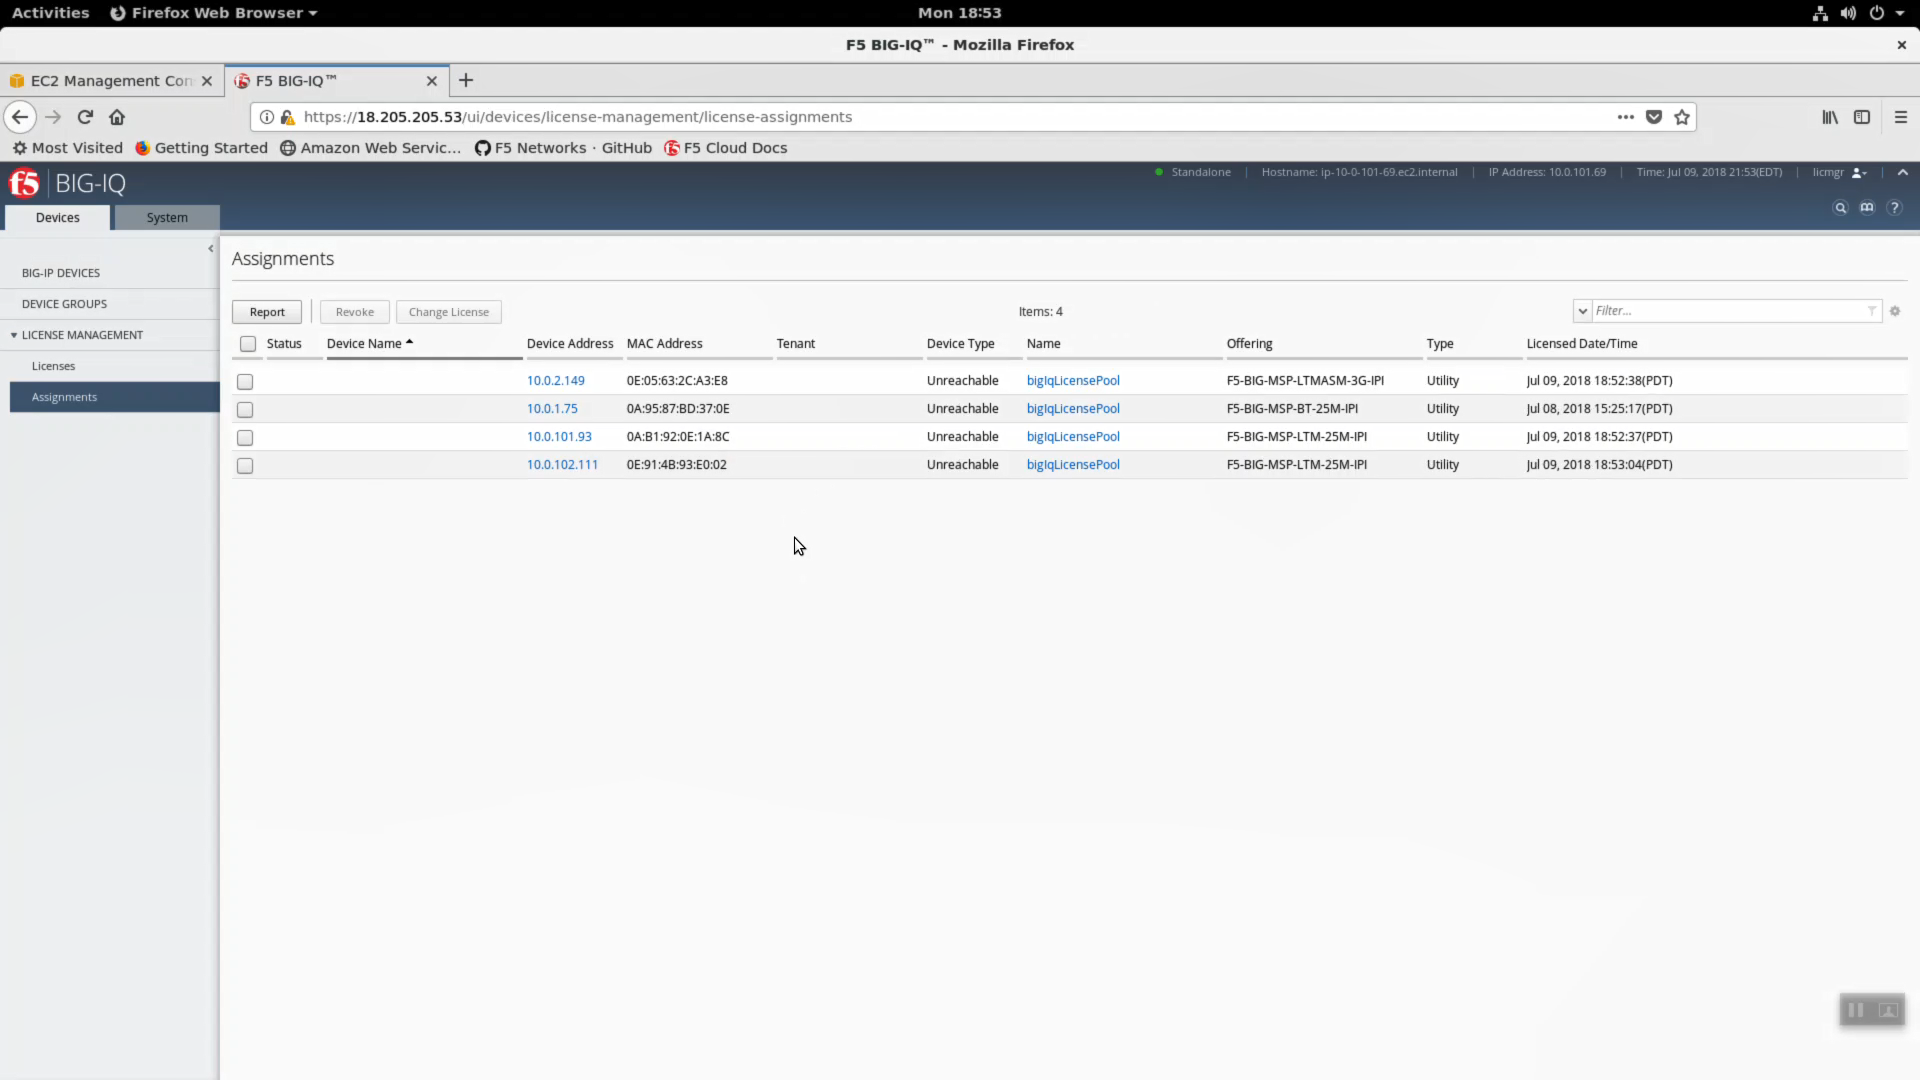 Activities Firefox Web Browser Mon 18:53
F5 BIG-IQ™ - Mozilla Firefox
EC2 Management Con F5 BIG-IQ™
https://18.205.205.53/ui/devices/license-management/license-assignments
Most Visited Getting Started Amazon Web Servic... F5 Networks · GitHub F5 Cloud Docs
f5 BIG-IQ Standalone Hostname: ip-10-0-101-69.ec2.internal IP Address: 10.0.101.69 Time: Jul 09, 2018 21:53(EDT) licmgr
Devices System
Assignments
BIG-IP DEVICES
DEVICE GROUPS
LICENSE MANAGEMENT
Licenses
Assignments
Report Revoke Change License Items: 4 Filter...
Status Device Name Device Address MAC Address Tenant Device Type Name Offering Type Licensed Date/Time
10.0.2.149 0E:05:63:2C:A3:E8 Unreachable bigIqLicensePool F5-BIG-MSP-LTMASM-3G-IPI Utility Jul 09, 2018 18:52:38(PDT)
10.0.1.75 0A:95:87:BD:37:0E Unreachable bigIqLicensePool F5-BIG-MSP-BT-25M-IPI Utility Jul 08, 2018 15:25:17(PDT)
10.0.101.93 0A:B1:92:0E:1A:8C Unreachable bigIqLicensePool F5-BIG-MSP-LTM-25M-IPI Utility Jul 09, 2018 18:52:37(PDT)
10.0.102.111 0E:91:4B:93:E0:02 Unreachable bigIqLicensePool F5-BIG-MSP-LTM-25M-IPI Utility Jul 09, 2018 18:53:04(PDT)